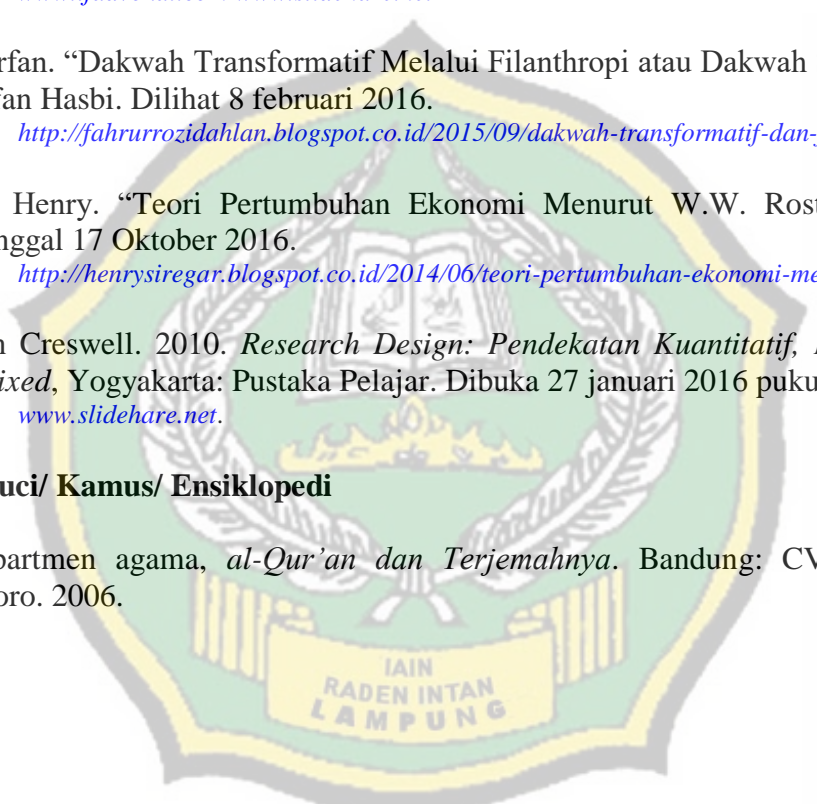 rfan. “Dakwah Transformatif Melalui Filanthropi atau Dakwah
fan Hasbi. Dilihat 8 februari 2016.
http://fahrurrozidahlan.blogspot.co.id/2015/09/dakwah-transformatif-dan-
Henry. “Teori Pertumbuhan Ekonomi Menurut W.W. Rost
nggal 17 Oktober 2016.
http://henrysiregar.blogspot.co.id/2014/06/teori-pertumbuhan-ekonomi-me
n Creswell. 2010. Research Design: Pendekatan Kuantitatif,
ixed, Yogyakarta: Pustaka Pelajar. Dibuka 27 januari 2016 puku
www.slidehare.net.
uci/ Kamus/ Ensiklopedi
partmen agama, al-Qur’an dan Terjemahnya. Bandung: CV
oro. 2006.
IAIN
RADEN INTAN
LAMPUNG